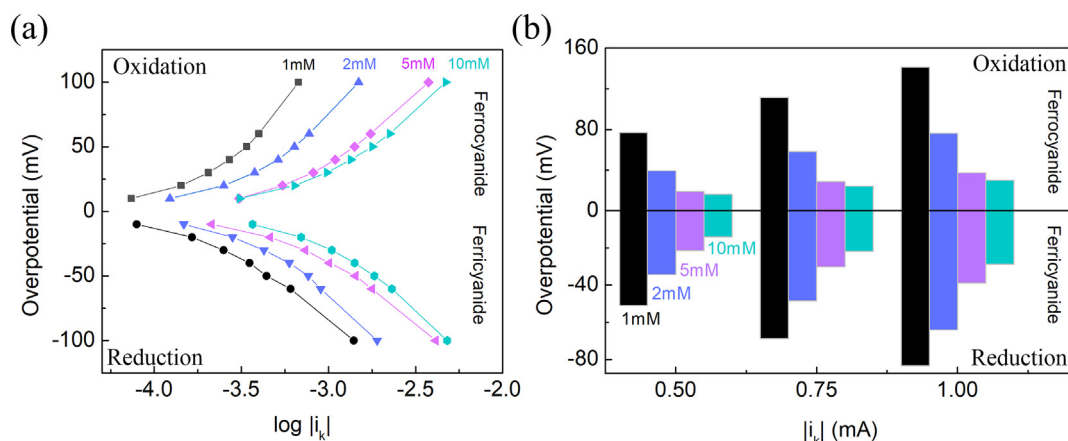 (a)
Oxidation
1mM
2mM
5mM
10mM
100
50
0
-50
-100
Overpotential (mV)
Ferrocyanide
Ferricyanide
Reduction
-4.0
-3.5
-3.0
-2.5
-2.0
log |i_k|
(b)
160
80
0
-40
-80
Overpotential (mV)
Oxidation
Ferrocyanide
10mM
5mM
2mM
1mM
Ferricyanide
Reduction
0.50
0.75
1.00
|i_k| (mA)